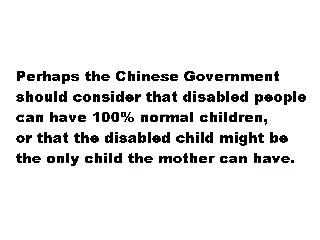 Perhaps the Chinese Government
should consider that disabled people
can have 100% normal children,
or that the disabled child might be
the only child the mother can have.